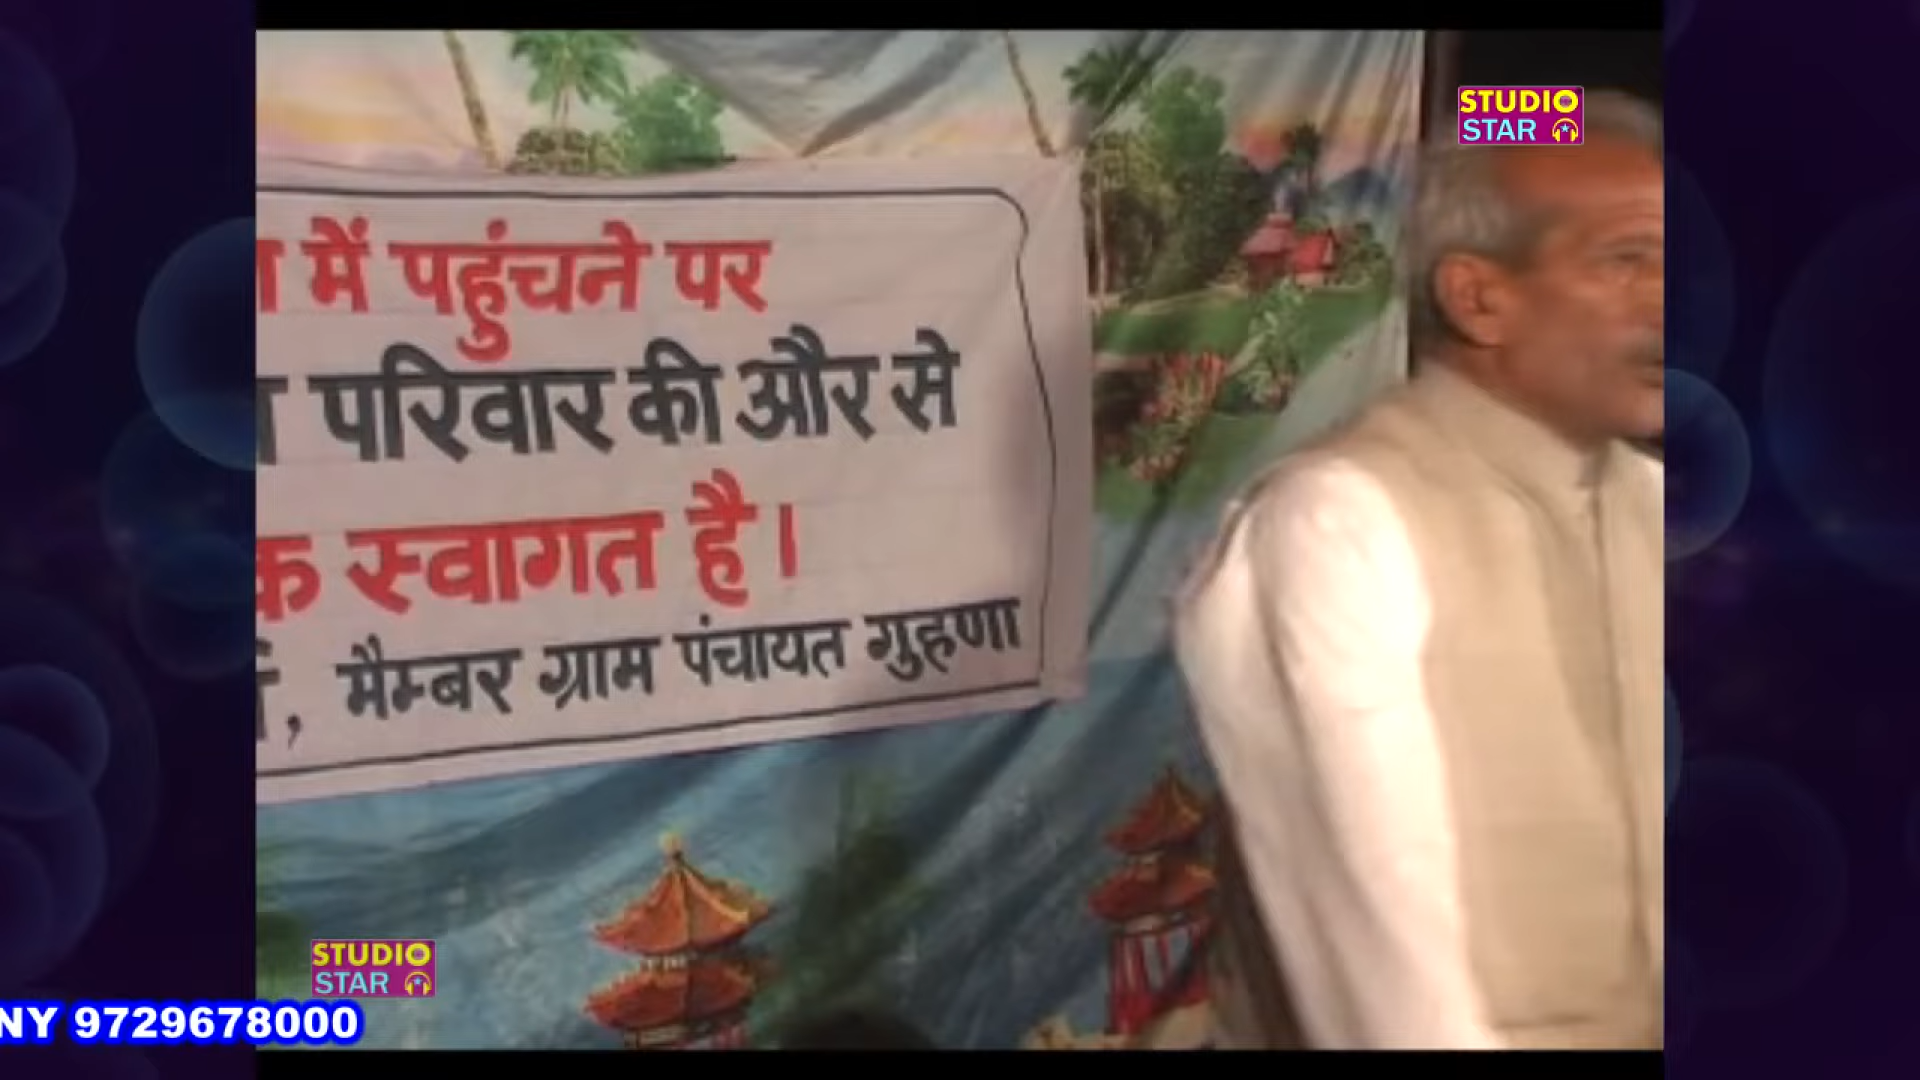 STUDIO
STAR
में पहुंचने पर
परिवार की और से
क स्वागत है।
, मैम्बर ग्राम पंचायत गुहणा
STUDIO
STAR
NY 9729678000